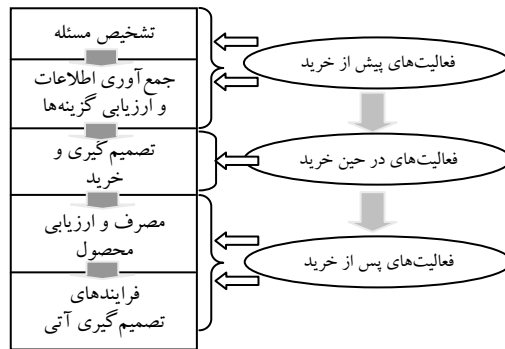 فعالیت‌های پیش از خرید
فعالیت‌های در حین خرید
فعالیت‌های پس از خرید
تشخیص مسئله
جمع‌آوری اطلاعات
و ارزیابی گزینه‌ها
تصمیم‌گیری و
خرید
مصرف و ارزیابی
محصول
فرایندهای
تصمیم‌گیری آتی